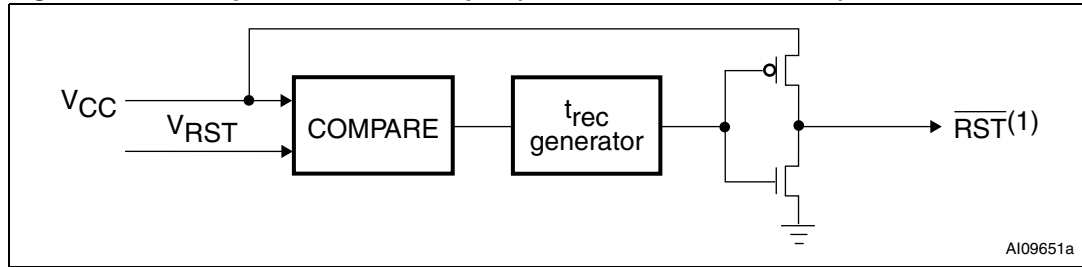 VCC
VRST
COMPARE
trec
generator
RST(1)
AI09651a